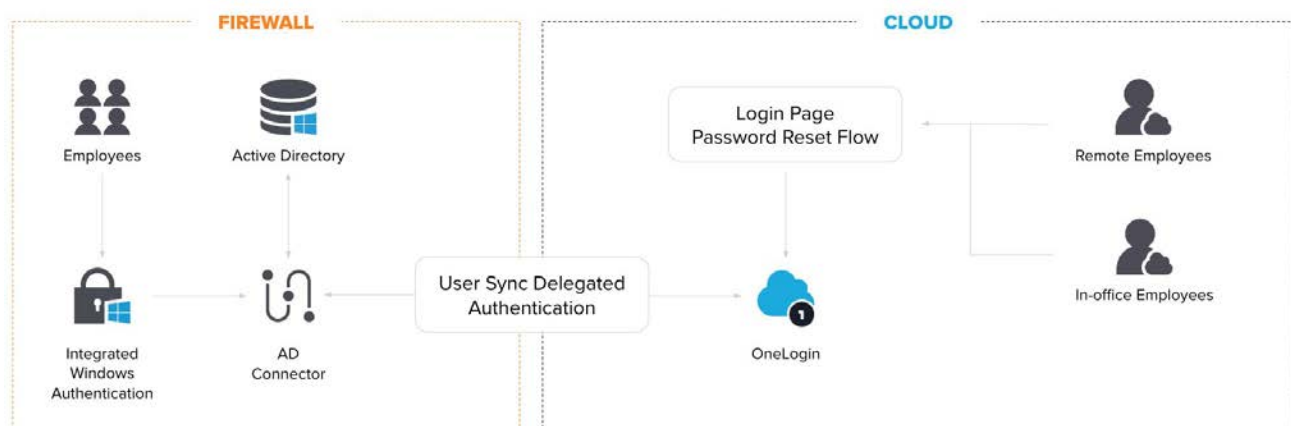 FIREWALL
CLOUD
Employees
Active Directory
Login Page
Password Reset Flow
Remote Employees
User Sync Delegated
Authentication
In-office Employees
1
Integrated
Windows
Authentication
AD
Connector
OneLogin